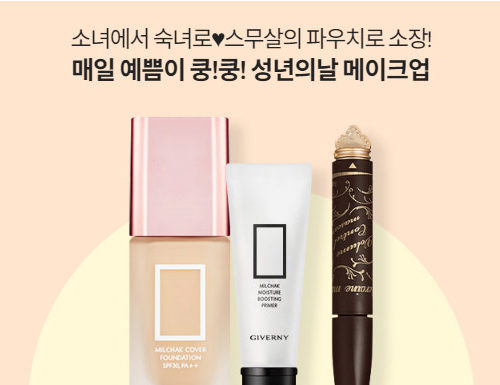 소녀에서 숙녀로♥스무살의 파우치로 소장!
매일 예쁨이 쿵!쿵! 성년의날 메이크업
MILCHAK COVER
FOUNDATION
SPF30, PA++
MILCHAK
MOISTURE
BOOSTING
PRIMER
GIVERNY
Volume
Contret